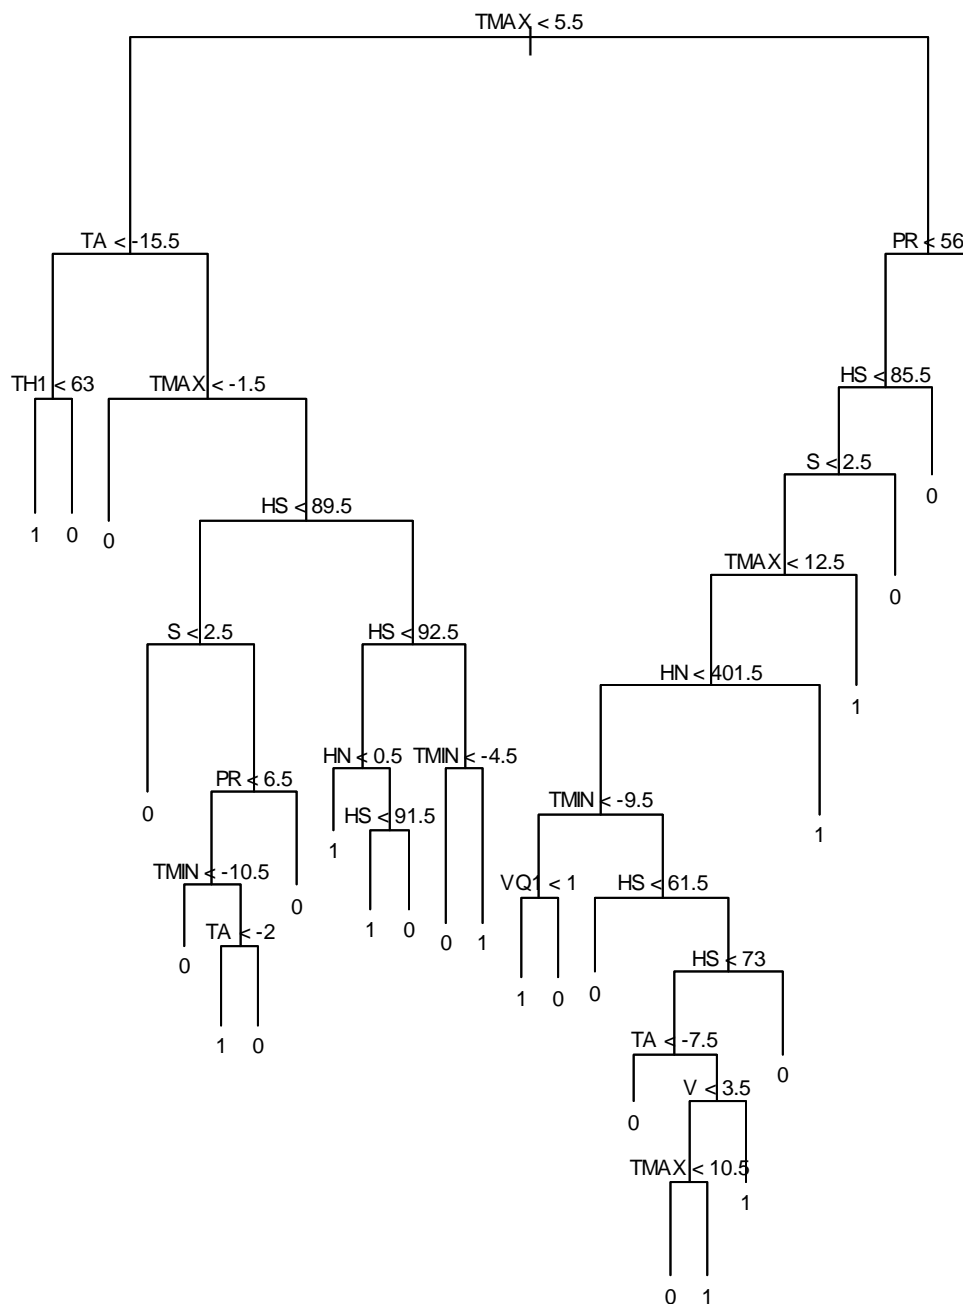 TMAX < 5.5
TA < -15.5
PR < 56
TH1 < 63
TMAX < -1.5
HS < 85.5
S < 2.5
0
HS < 89.5
1
0
0
TMAX < 12.5
0
S < 2.5
HS < 92.5
HN < 401.5
1
HN < 0.5
TMIN < -4.5
PR < 6.5
TMIN < -9.5
0
HS < 91.5
1
1
TMIN < -10.5
VQ1 < 1
HS < 61.5
0
TA < -2
1
0
0
1
0
HS < 73
1
0
0
1
0
TA < -7.5
0
V < 3.5
0
TMAX < 10.5
1
0
1